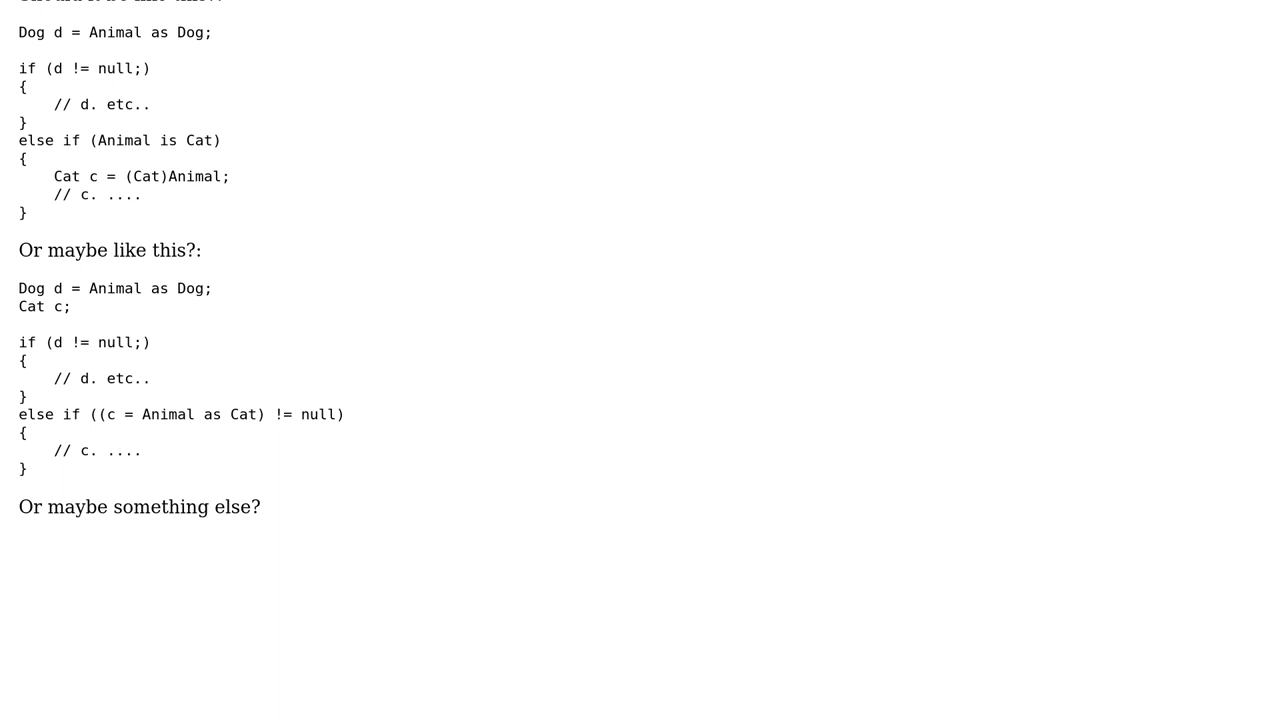 Dog d = Animal as Dog;
if (d != null;)
{
    // d. etc..
}
else if (Animal is Cat)
{
    Cat c = (Cat)Animal;
    // c. ....
}
Or maybe like this?:
Dog d = Animal as Dog;
Cat c;
if (d != null;)
{
    // d. etc..
}
else if ((c = Animal as Cat) != null)
{
    // c. ....
}
Or maybe something else?